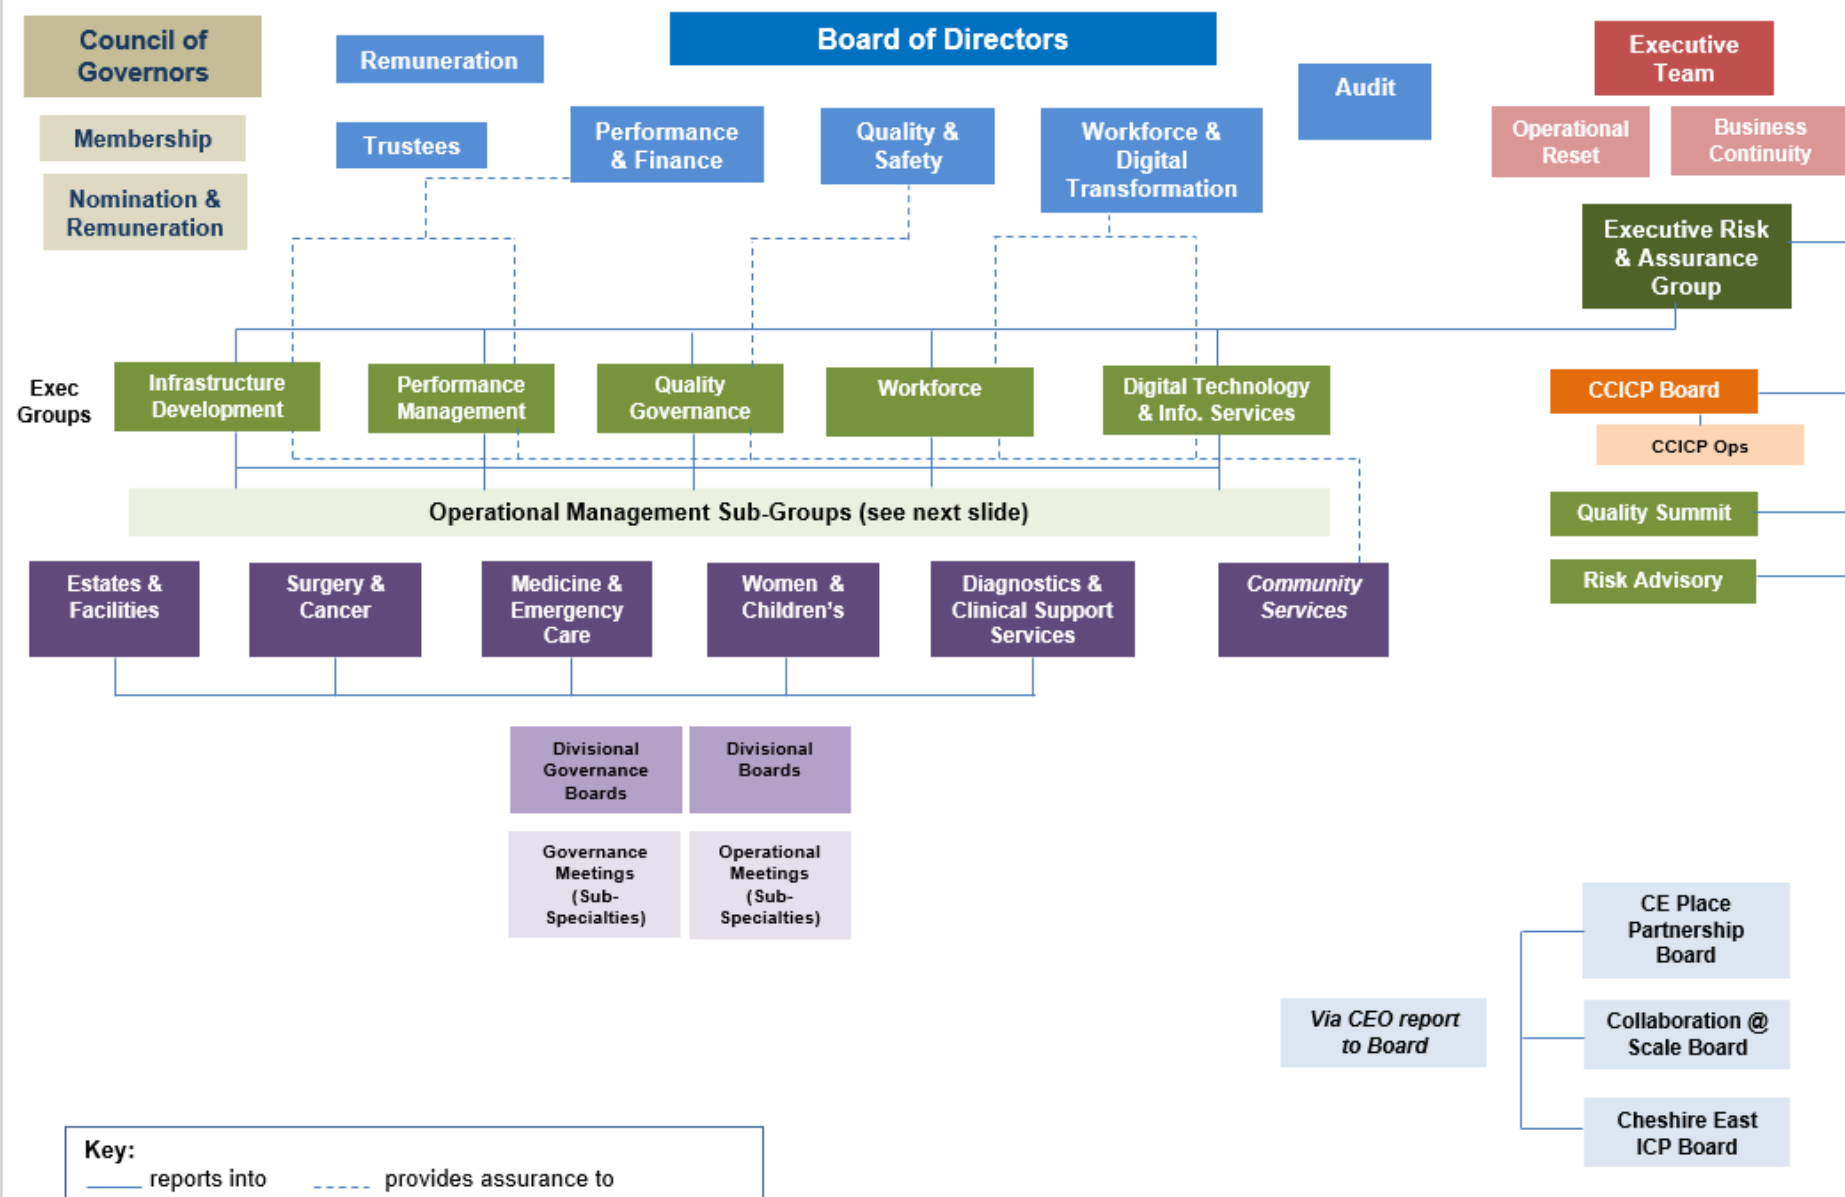 Council of
Governors
Membership
Nomination &
Remuneration
Remuneration
Trustees
Board of Directors
Performance
& Finance
Quality &
Safety
Workforce &
Digital
Transformation
Audit
Executive
Team
Operational
Reset
Business
Continuity
Executive Risk
& Assurance
Group
Exec
Groups
Infrastructure
Development
Performance
Management
Quality
Governance
Workforce
Digital Technology
& Info. Services
CCICP Board
CCICP Ops
Quality Summit
Risk Advisory
Operational Management Sub-Groups (see next slide)
Estates &
Facilities
Surgery &
Cancer
Medicine &
Emergency
Care
Women &
Children's
Diagnostics &
Clinical Support
Services
Community
Services
Divisional
Governance
Boards
Divisional
Boards
Governance
Meetings
(Sub-
Specialties)
Operational
Meetings
(Sub-
Specialties)
Via CEO report
to Board
CE Place
Partnership
Board
Collaboration @
Scale Board
Cheshire East
ICP Board
Key:
reports into
provides assurance to